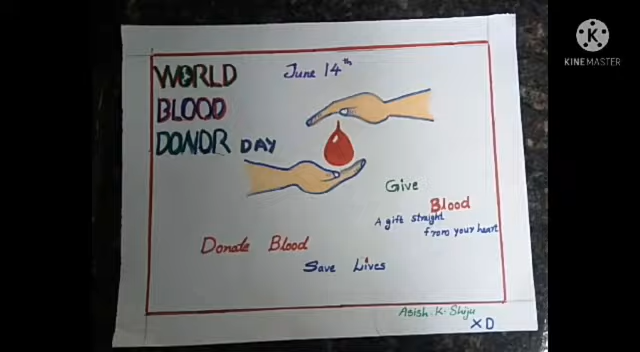 WORLD
June 14th
BLOOD
DONOR DAY
Give
Blood
A gift straight
from your heart
Donate Blood
Save Lives
Abish.K.Shiju
XD
K
KINEMASTER